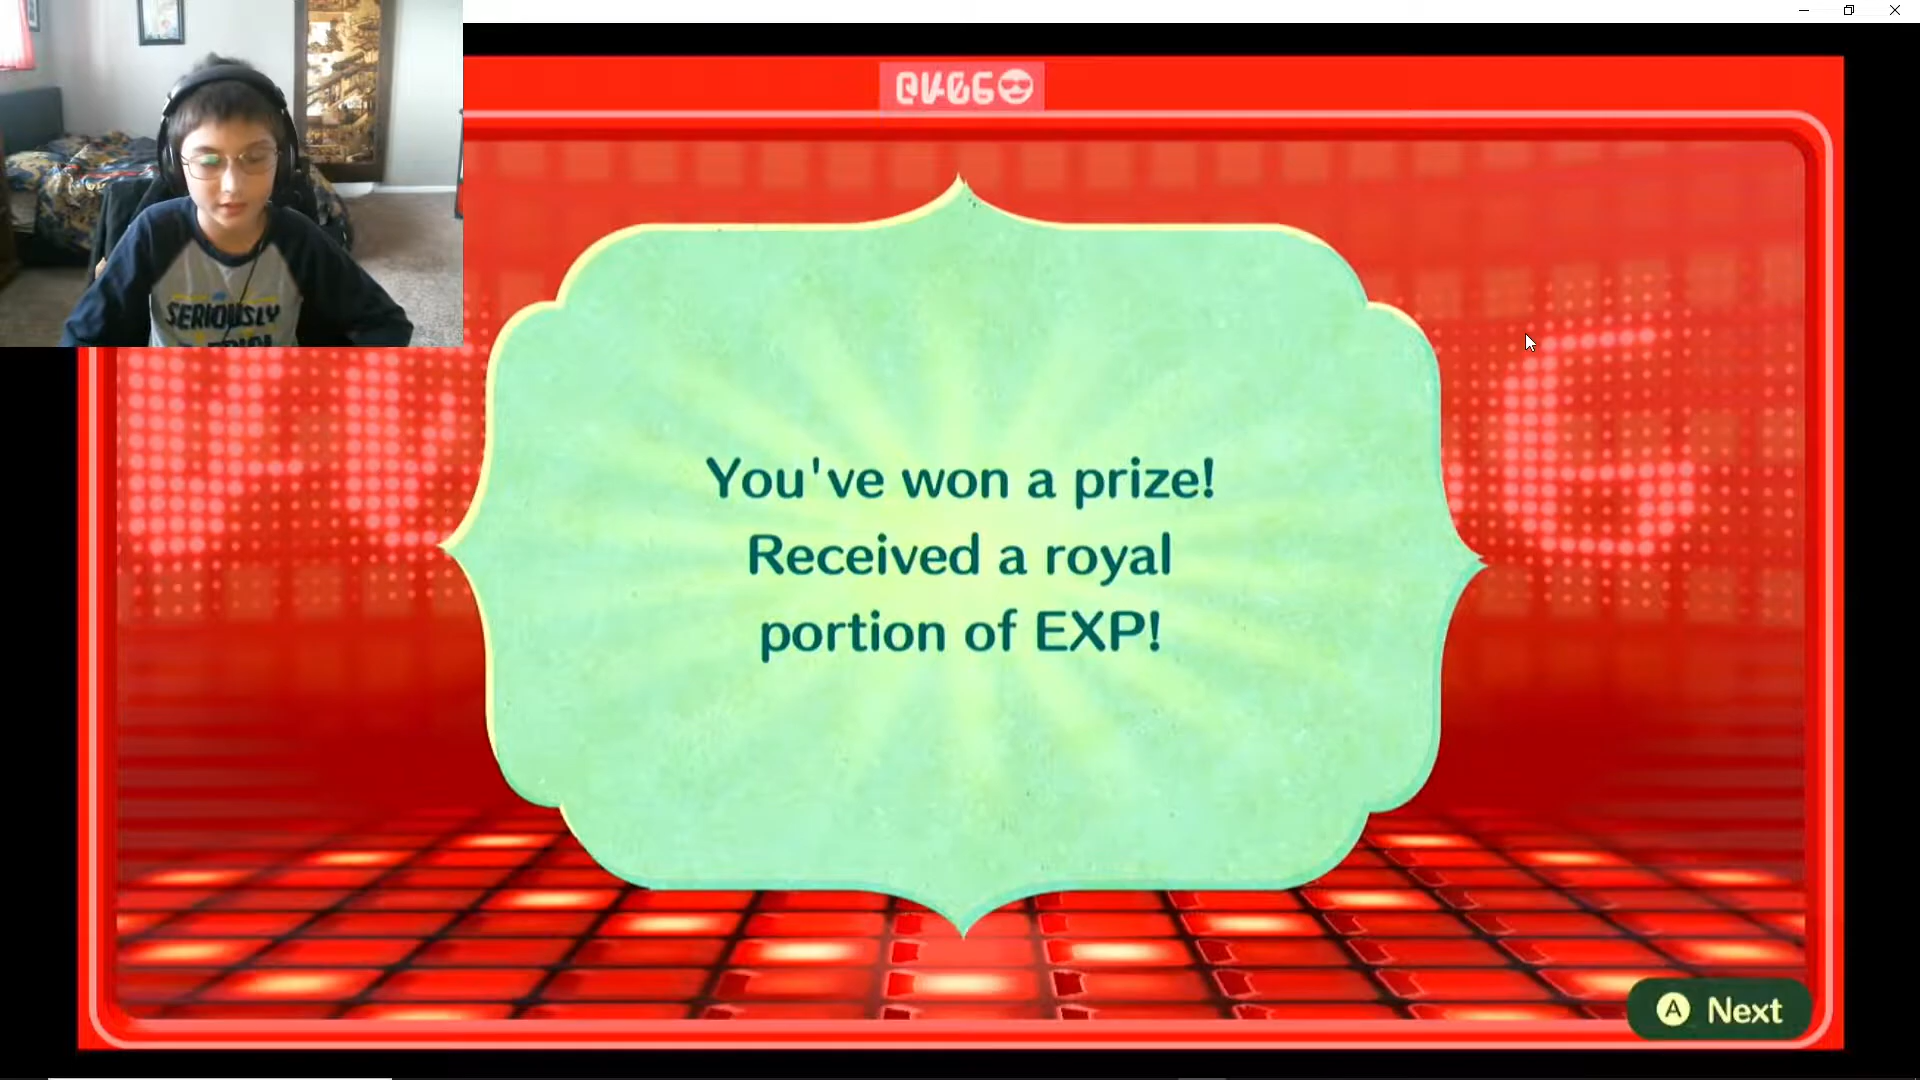 SERIOUSLY
You've won a prize!
Received a royal
portion of EXP!
A Next